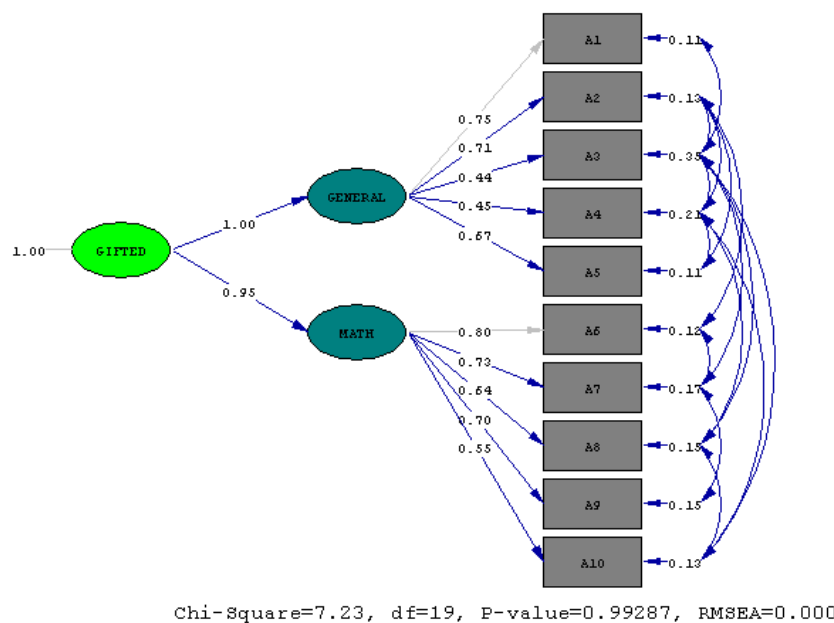 A1
0.11
A2
0.13
0.75
0.71
A3
0.35
0.44
GENERAL
0.45
A4
0.21
1.00
0.67
1.00
GIFTED
A5
0.11
0.95
MATH
0.80
A6
0.12
0.73
0.64
A7
0.17
0.70
0.55
A8
0.15
A9
0.15
A10
0.13
Chi-Square=7.23, df=19, P-value=0.99287, RMSEA=0.000